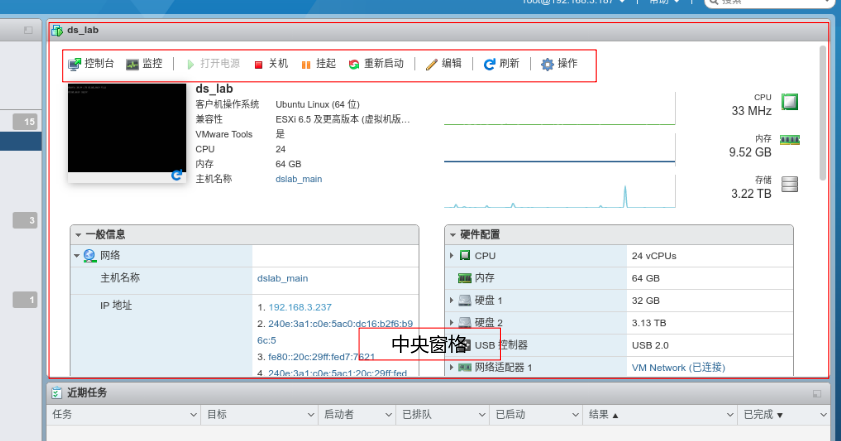 root@192.168.3.187 | 帮助 | 搜索
ds_lab
控制台 监控 | 打开电源 关机 挂起 重新启动 | 编辑 | 刷新 | 操作
ds_lab
客户机操作系统 Ubuntu Linux (64 位)
兼容性 ESXi 6.5 及更高版本 (虚拟机版...
VMware Tools 是
CPU 24
内存 64 GB
主机名称 dslab_main
CPU
33 MHz
内存
9.52 GB
存储
3.22 TB
15
3
1
一般信息
网络
主机名称 dslab_main
IP 地址 1. 192.168.3.237
2. 240e:3a1:c0e:5ac0:dc16:b2f6:b9
6c:5
3. fe80::20c:29ff:fed7:7621
4. 240e:3a1:c0e:5ac1:20c:29ff:fed
硬件配置
CPU 24 vCPUs
内存 64 GB
硬盘 1 32 GB
硬盘 2 3.13 TB
USB 控制器 USB 2.0
网络适配器 1 VM Network (已连接)
中央窗格
近期任务
任务 目标 启动者 已排队 已启动 结果 ▲ 已完成 ▼